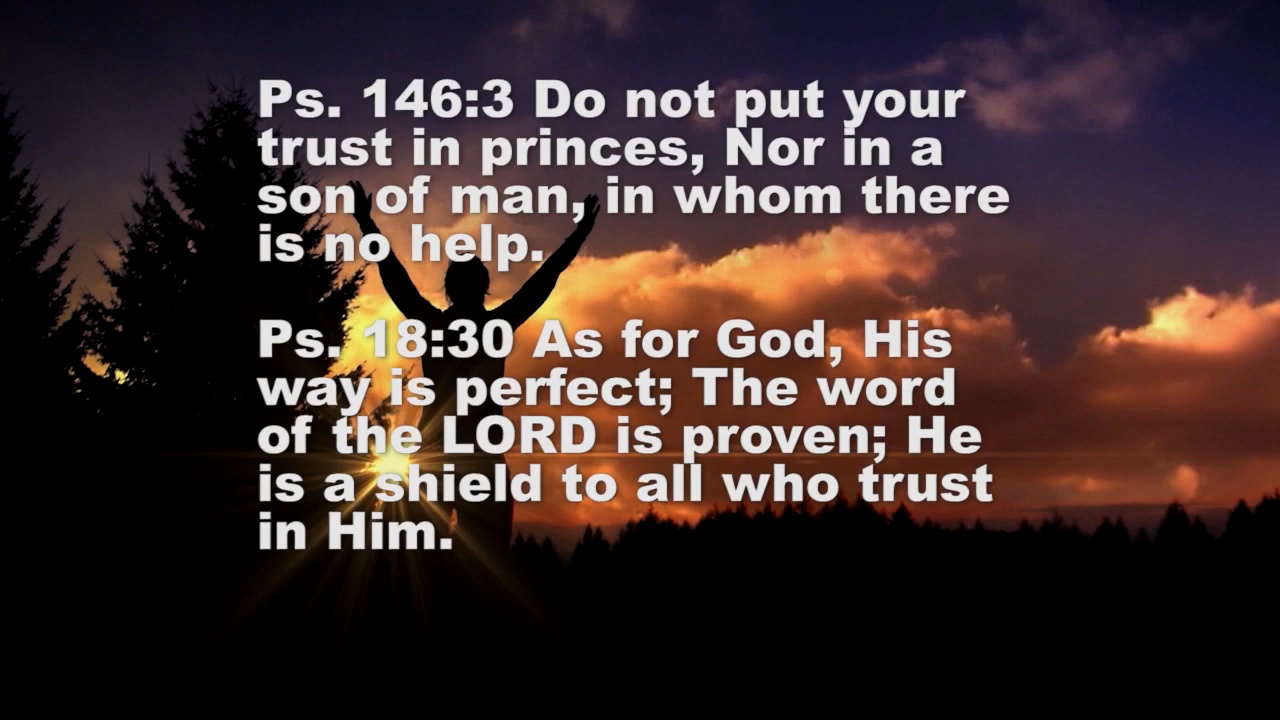 Ps. 146:3 Do not put your
trust in princes, Nor in a
son of man, in whom there
is no help.
Ps. 18:30 As for God, His
way is perfect; The word
of the LORD is proven; He
is a shield to all who trust
in Him.